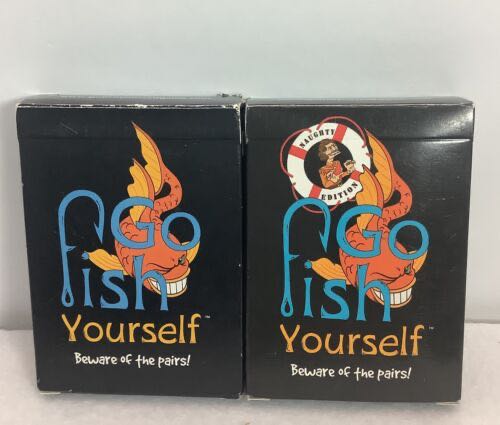 Go
Fish
Yourself™
Beware of the pairs!
NAUGHTY
EDITION
Go
Fish
Yourself™
Beware of the pairs!